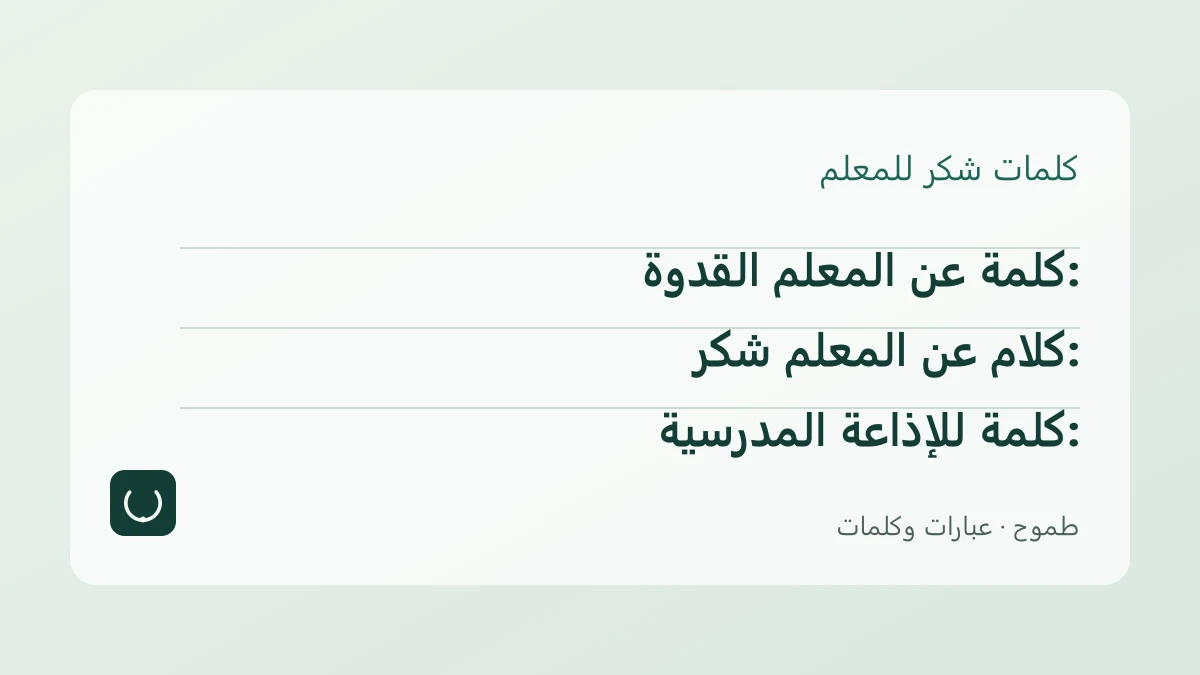 كلمات شكر للمعلم
:كلمة عن المعلم القدوة
:كلام عن المعلم شكر
:كلمة للإذاعة المدرسية
طموح · عبارات وكلمات